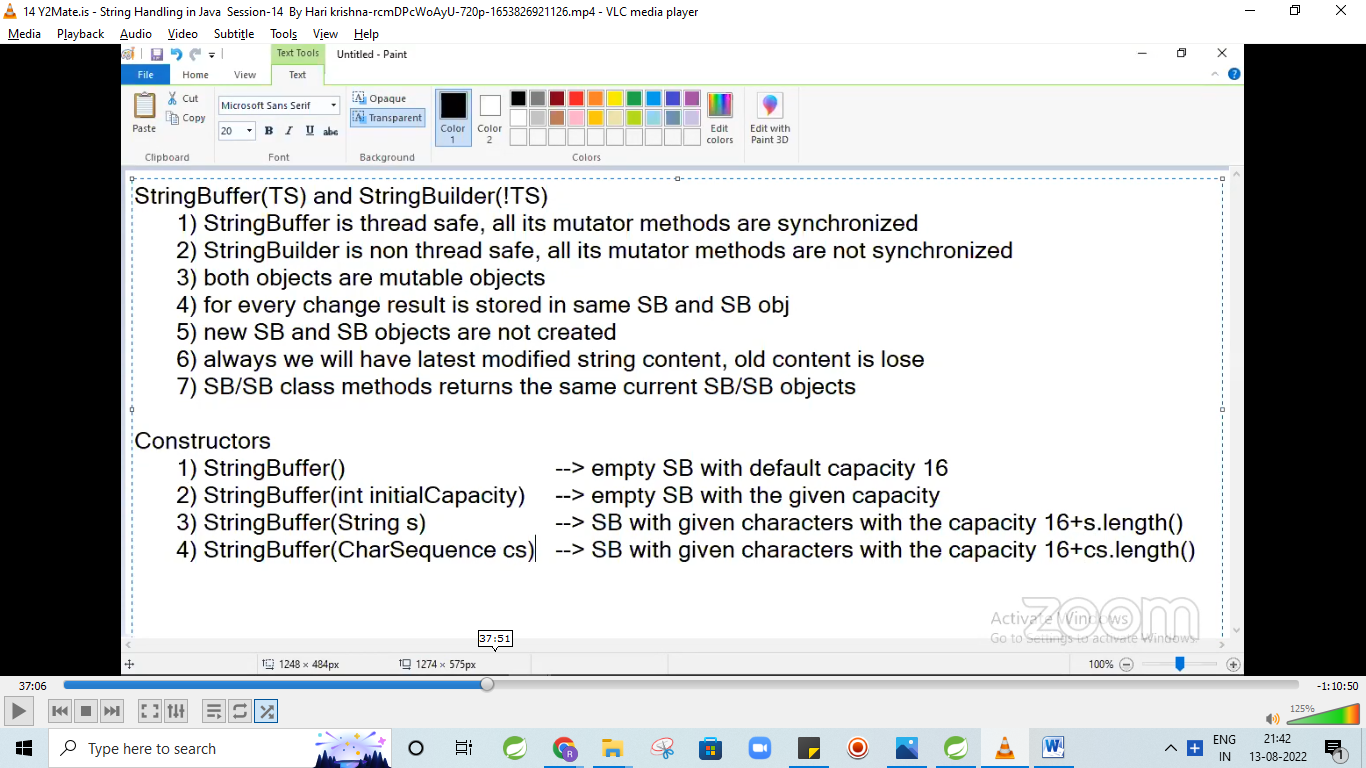 14 Y2Mate.is - String Handling in Java  Session-14  By Hari krishna-rcmDPcWoAyU-720p-1653826921126.mp4 - VLC media player
Media Playback Audio Video Subtitle Tools View Help
Text Tools Untitled - Paint
File Home View Text
Paste Cut Copy
Clipboard
Microsoft Sans Serif
20 B I U abc
Font
Opaque
Transparent
Background
Color 1
Color 2
Edit colors
Colors
Edit with Paint 3D
StringBuffer(TS) and StringBuilder(!TS)
1) StringBuffer is thread safe, all its mutator methods are synchronized
2) StringBuilder is non thread safe, all its mutator methods are not synchronized
3) both objects are mutable objects
4) for every change result is stored in same SB and SB obj
5) new SB and SB objects are not created
6) always we will have latest modified string content, old content is lose
7) SB/SB class methods returns the same current SB/SB objects
Constructors
1) StringBuffer() --> empty SB with default capacity 16
2) StringBuffer(int initialCapacity) --> empty SB with the given capacity
3) StringBuffer(String s) --> SB with given characters with the capacity 16+s.length()
4) StringBuffer(CharSequence cs) --> SB with given characters with the capacity 16+cs.length()
Activate Windows
Go to Settings to activate Windows.
zoom
37:51
1248 × 484px 1274 × 575px 100%
37:06 -1:10:50
125%
Type here to search
ENG
IN
21:42
13-08-2022
1